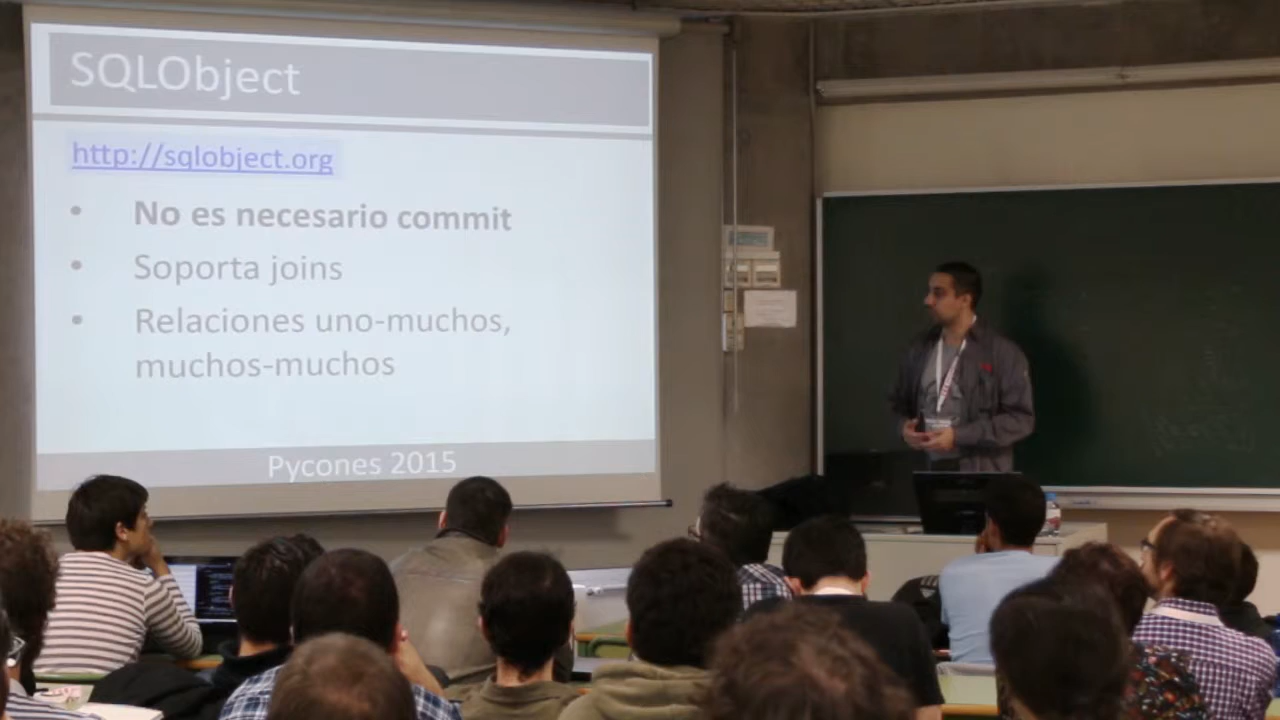 SQLObject
http://sqlobject.org
• No es necesario commit
• Soporta joins
• Relaciones uno-muchos,
muchos-muchos
Pycones 2015